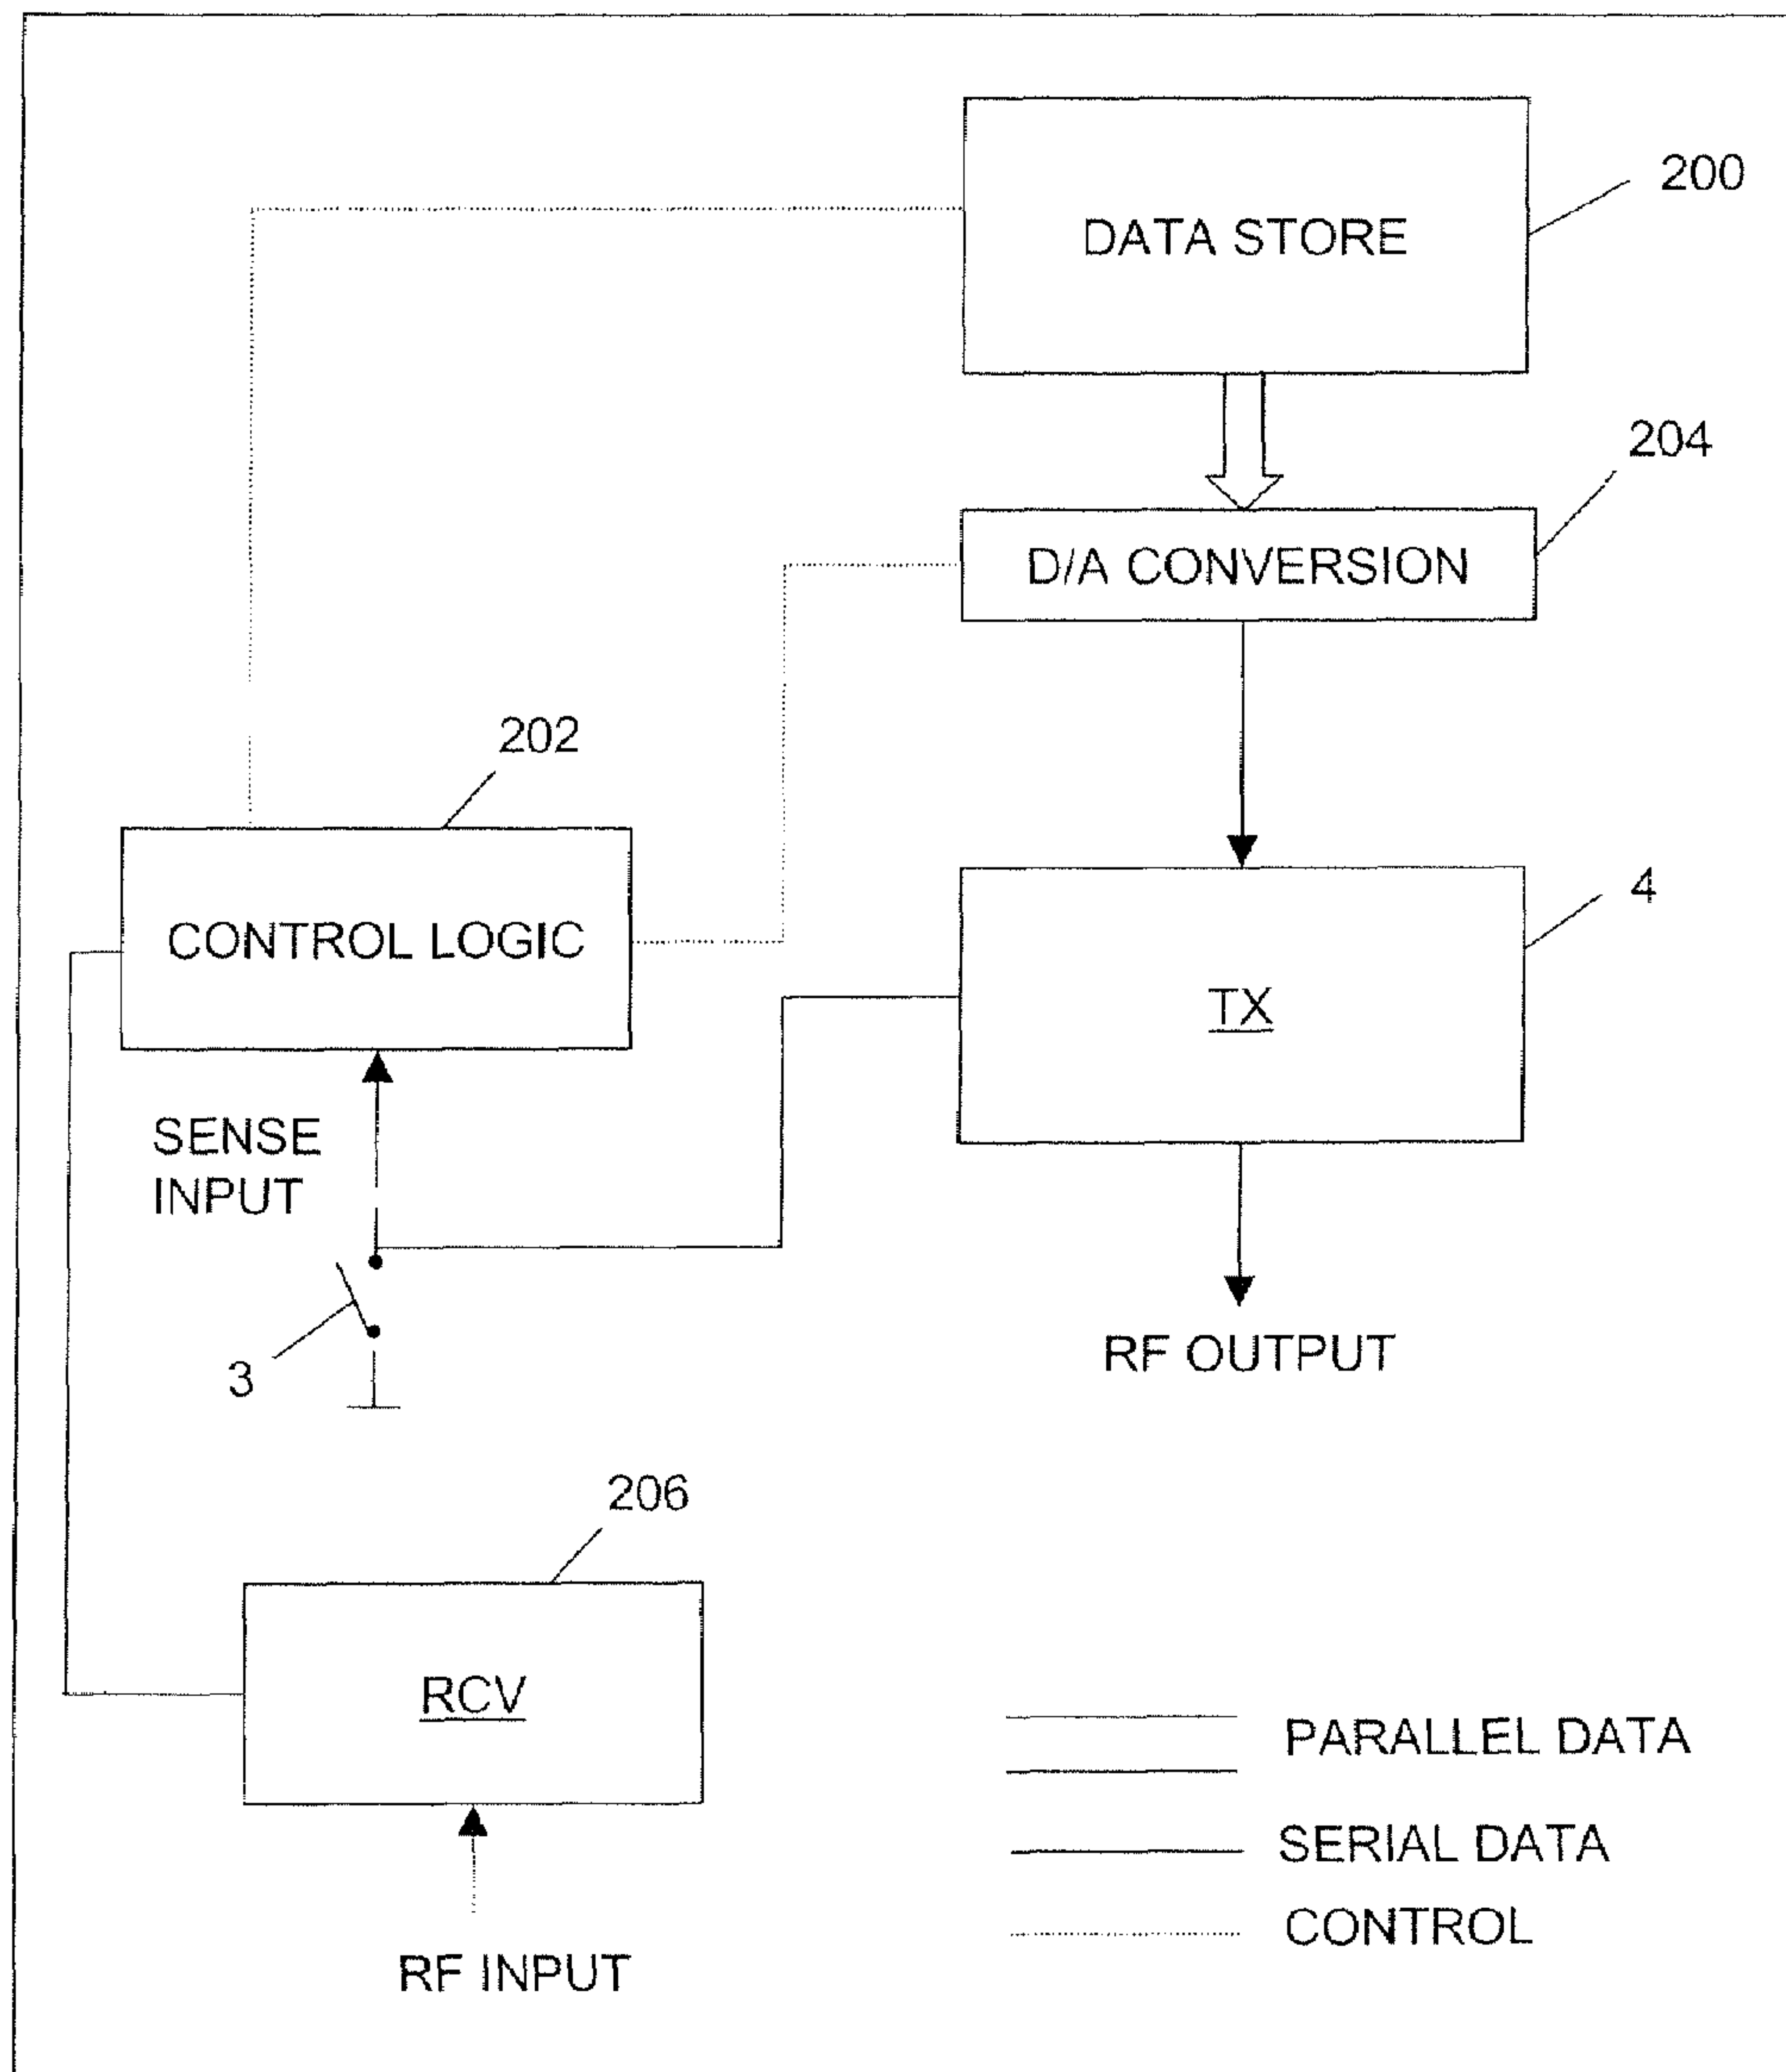 200
DATA STORE
204
D/A CONVERSION
202
4
CONTROL LOGIC
TX
SENSE
INPUT
3
RF OUTPUT
206
RCV
PARALLEL DATA
SERIAL DATA
CONTROL
RF INPUT